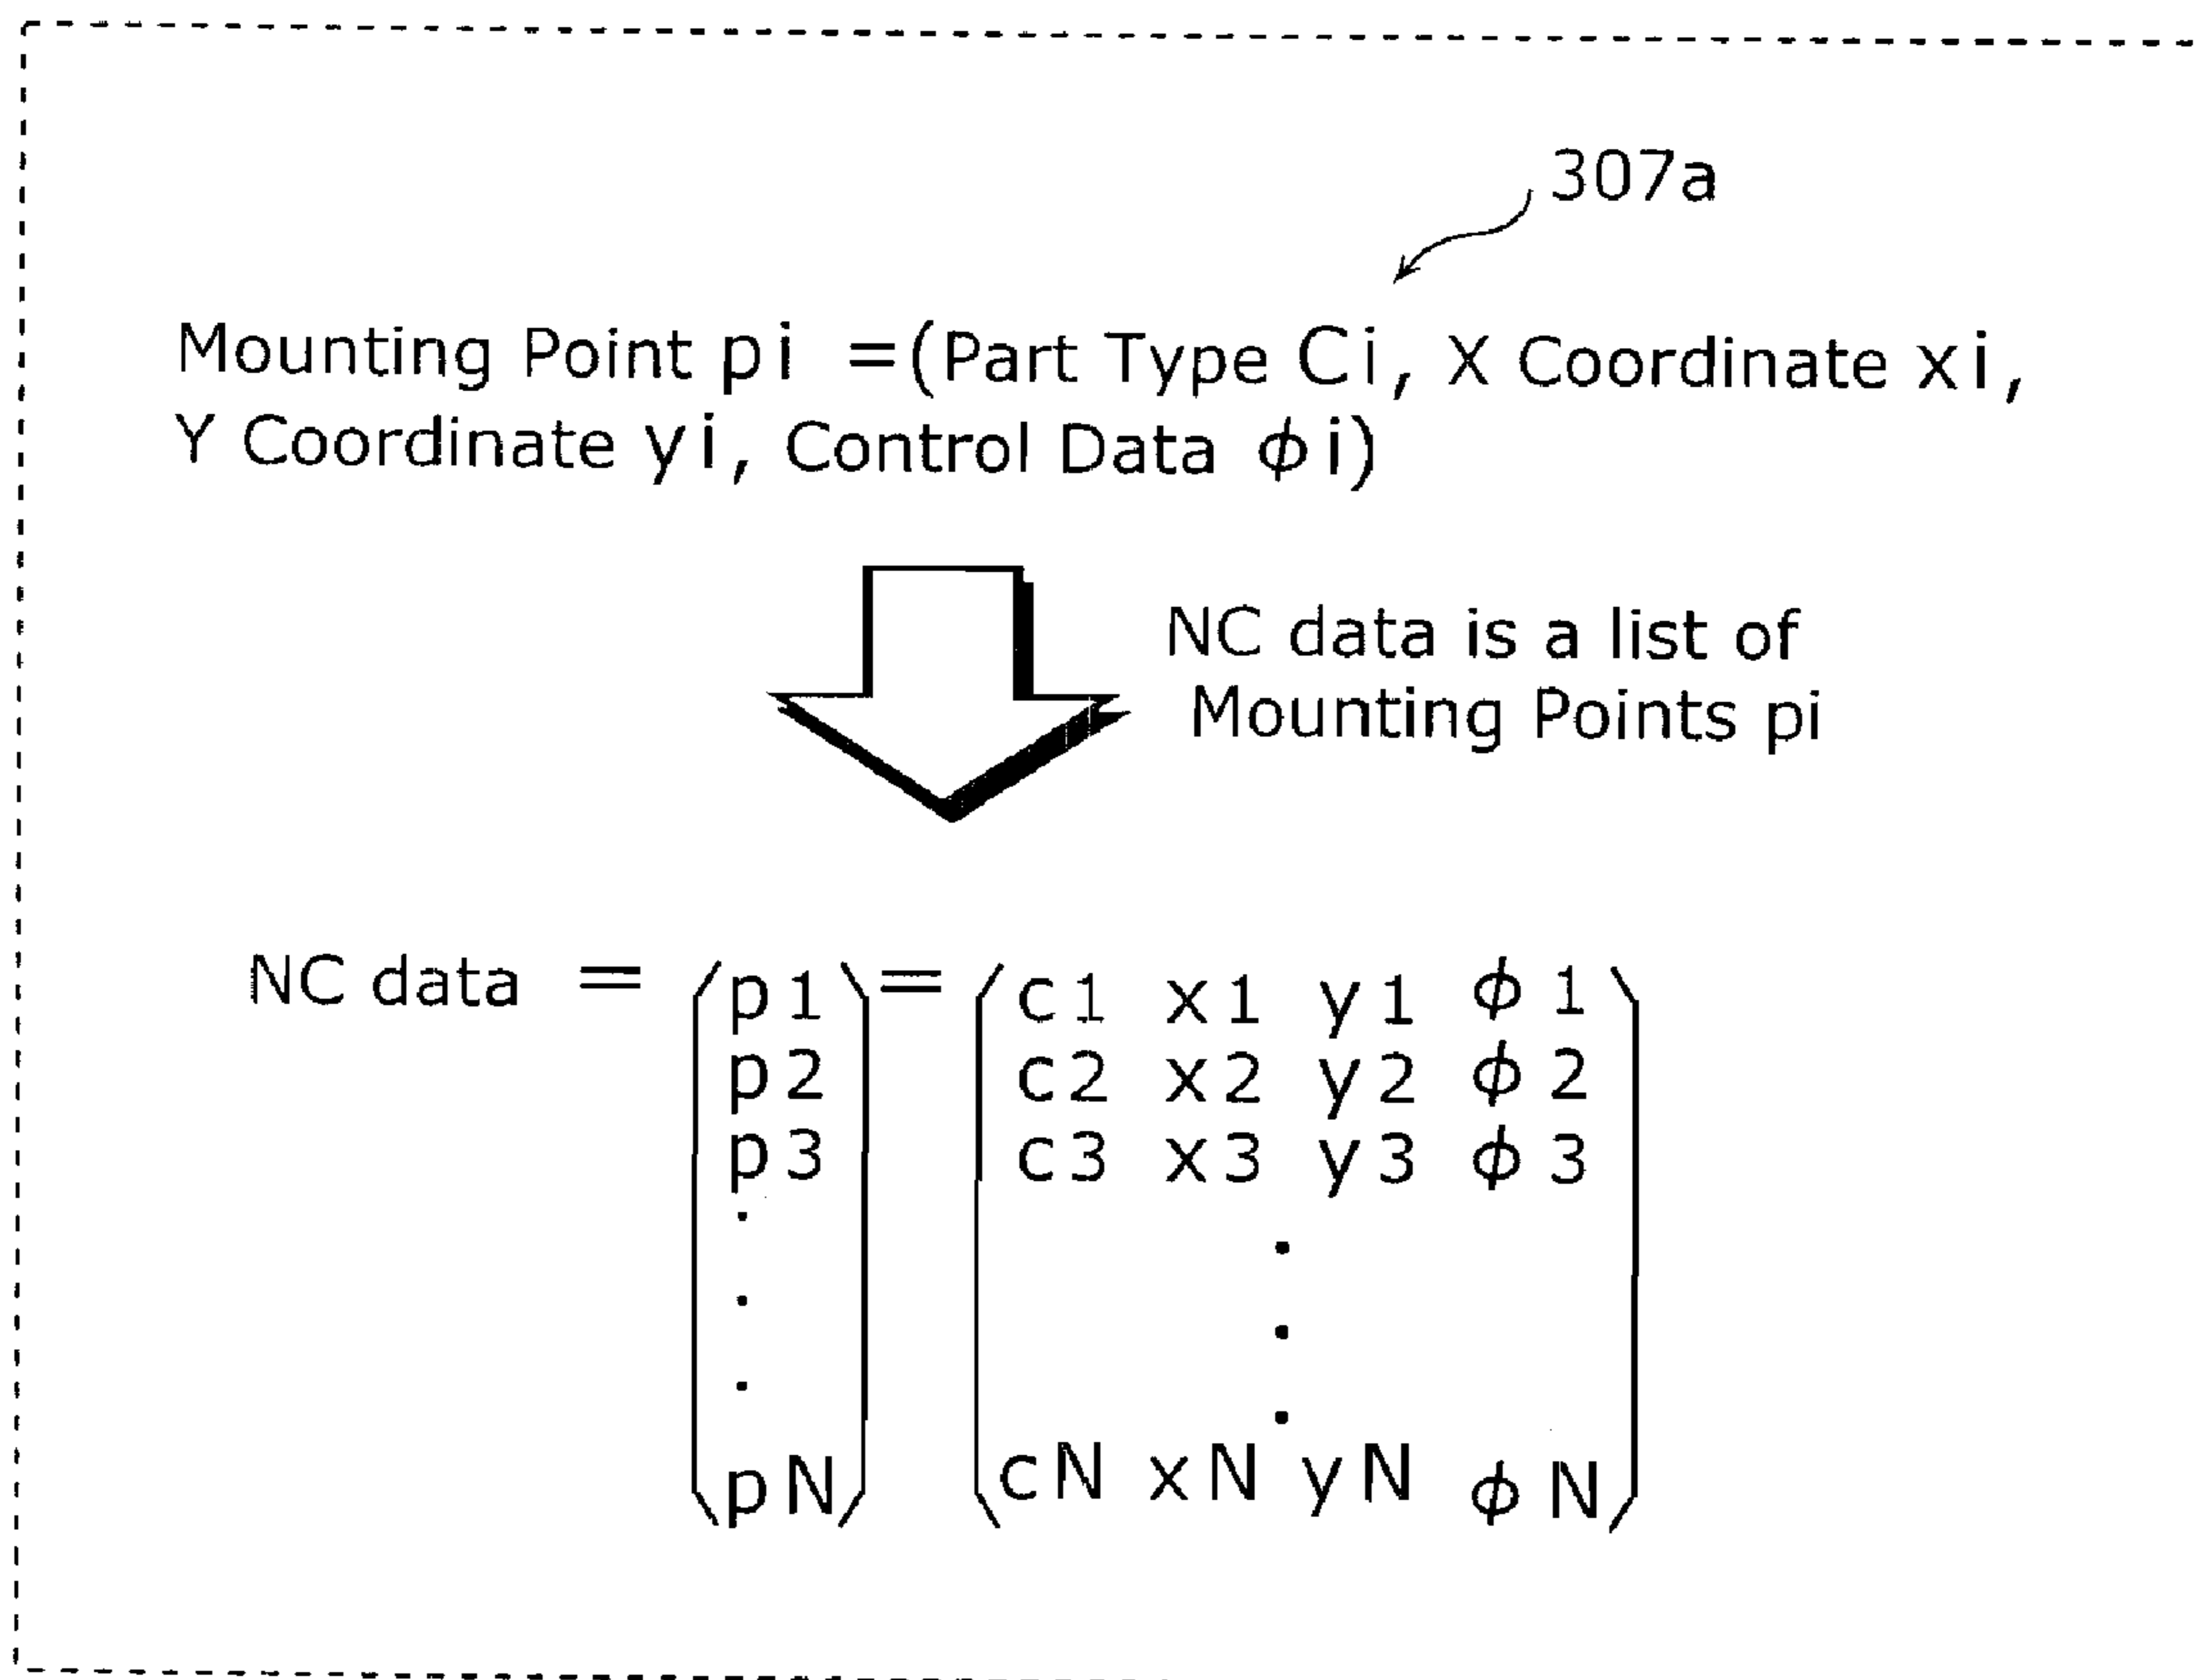 307a
Mounting Point pi =(Part Type Ci, X Coordinate xi,
Y Coordinate yi, Control Data ϕi)
NC data is a list of
Mounting Points pi
NC data = (p1) = (c1 x1 y1 ϕ1)
p2 c2 x2 y2 ϕ2
p3 c3 x3 y3 ϕ3
. .
. .
. .
pN cN xN yN ϕN